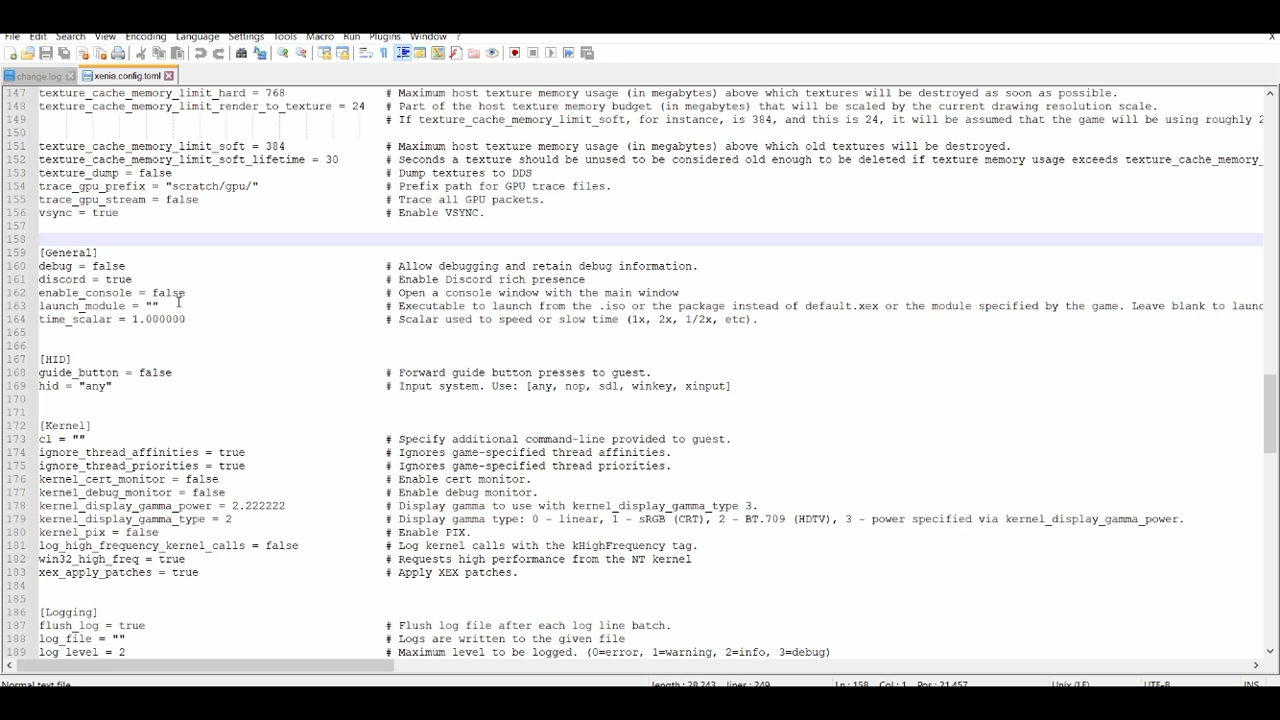 File Edit Search View Encoding Language Settings Tools Macro Run Plugins Window ? X
change.log xenia.config.toml
147 texture_cache_memory_limit_hard = 768 # Maximum host texture memory usage (in megabytes) above which textures will be destroyed as soon as possible.
148 texture_cache_memory_limit_render_to_texture = 24 # Part of the host texture memory budget (in megabytes) that will be scaled by the current drawing resolution scale.
149 # If texture_cache_memory_limit_soft, for instance, is 384, and this is 24, it will be assumed that the game will be using roughly 2
150
151 texture_cache_memory_limit_soft = 384 # Maximum host texture memory usage (in megabytes) above which old textures will be destroyed.
152 texture_cache_memory_limit_soft_lifetime = 30 # Seconds a texture should be unused to be considered old enough to be deleted if texture memory usage exceeds texture_cache_memory_
153 texture_dump = false # Dump textures to DDS
154 trace_gpu_prefix = "scratch/gpu/" # Prefix path for GPU trace files.
155 trace_gpu_stream = false # Trace all GPU packets.
156 vsync = true # Enable VSYNC.
157
158
159 [General]
160 debug = false # Allow debugging and retain debug information.
161 discord = true # Enable Discord rich presence
162 enable_console = false # Open a console window with the main window
163 launch_module = "" # Executable to launch from the .iso or the package instead of default.xex or the module specified by the game. Leave blank to launc
164 time_scalar = 1.000000 # Scalar used to speed or slow time (1x, 2x, 1/2x, etc).
165
166
167 [HID]
168 guide_button = false # Forward guide button presses to guest.
169 hid = "any" # Input system. Use: [any, nop, sdl, winkey, xinput]
170
171
172 [Kernel]
173 cl = "" # Specify additional command-line provided to guest.
174 ignore_thread_affinities = true # Ignores game-specified thread affinities.
175 ignore_thread_priorities = true # Ignores game-specified thread priorities.
176 kernel_cert_monitor = false # Enable cert monitor.
177 kernel_debug_monitor = false # Enable debug monitor.
178 kernel_display_gamma_power = 2.222222 # Display gamma to use with kernel_display_gamma_type 3.
179 kernel_display_gamma_type = 2 # Display gamma type: 0 - linear, 1 - sRGB (CRT), 2 - BT.709 (HDTV), 3 - power specified via kernel_display_gamma_power.
180 kernel_pix = false # Enable PIX.
181 log_high_frequency_kernel_calls = false # Log kernel calls with the kHighFrequency tag.
182 win32_high_freq = true # Requests high performance from the NT kernel
183 xex_apply_patches = true # Apply XEX patches.
184
185
186 [Logging]
187 flush_log = true # Flush log file after each log line batch.
188 log_file = "" # Logs are written to the given file
189 log_level = 2 # Maximum level to be logged. (0=error, 1=warning, 2=info, 3=debug)
Normal text file length : 28,243 lines : 249 Ln : 158 Col : 1 Pos : 21,457 Unix (LF) UTF-8 INS